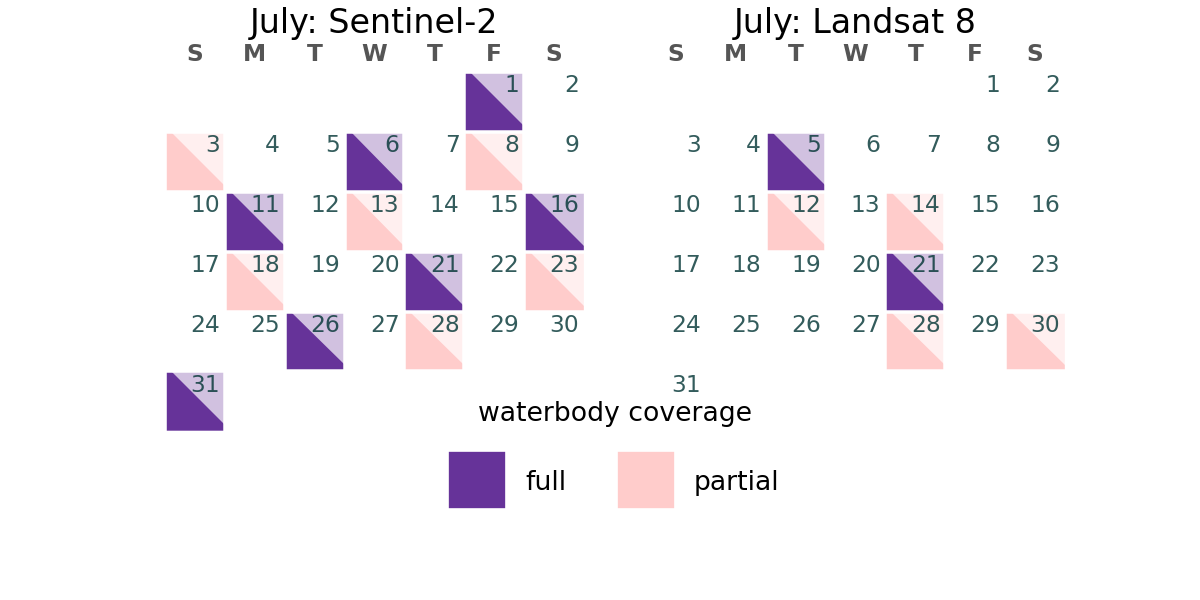 July: Sentinel-2
S M T W T F S
1 2
3 4 5 6 7 8 9
10 11 12 13 14 15 16
17 18 19 20 21 22 23
24 25 26 27 28 29 30
31
July: Landsat 8
S M T W T F S
1 2
3 4 5 6 7 8 9
10 11 12 13 14 15 16
17 18 19 20 21 22 23
24 25 26 27 28 29 30
31
waterbody coverage
full partial